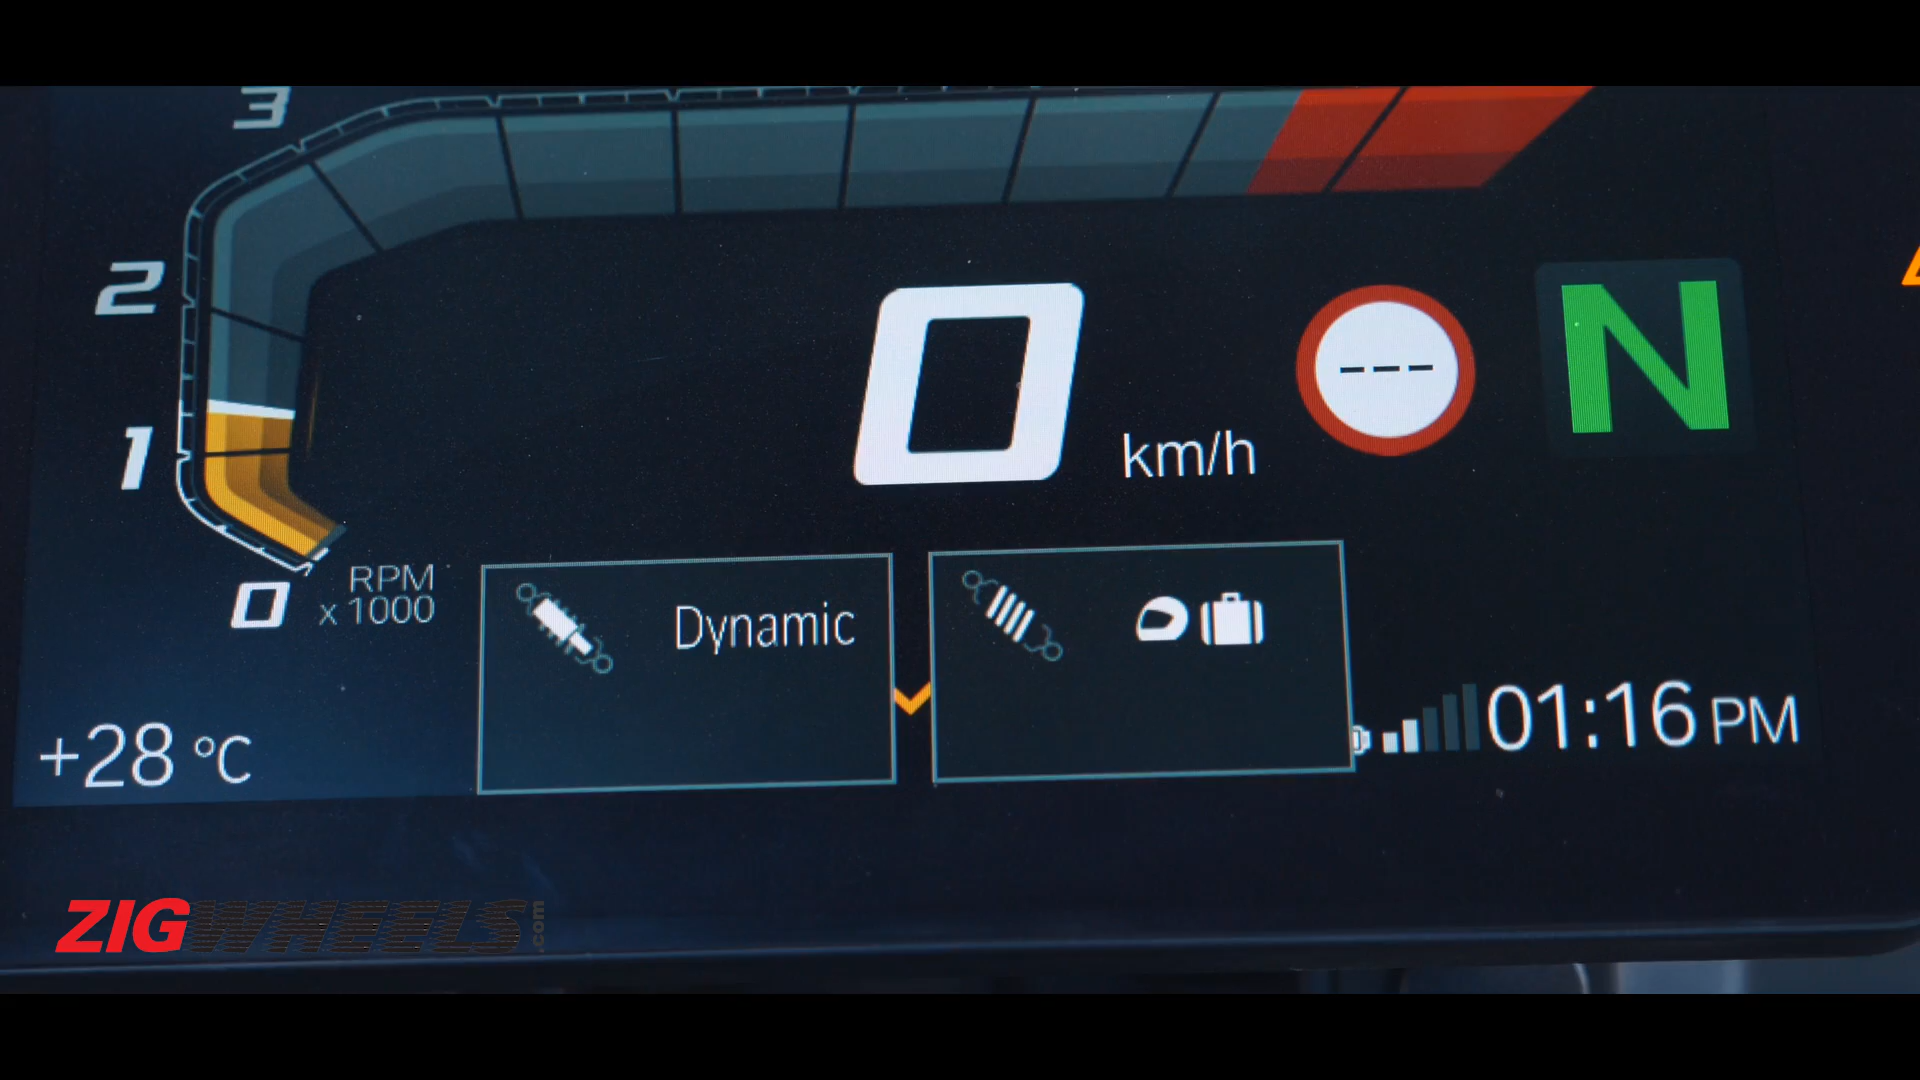 3
2
1
0
RPM
x 1000
0 km/h
---
N
Dynamic
+28 °C
01:16 PM
ZIGWHEELS.com